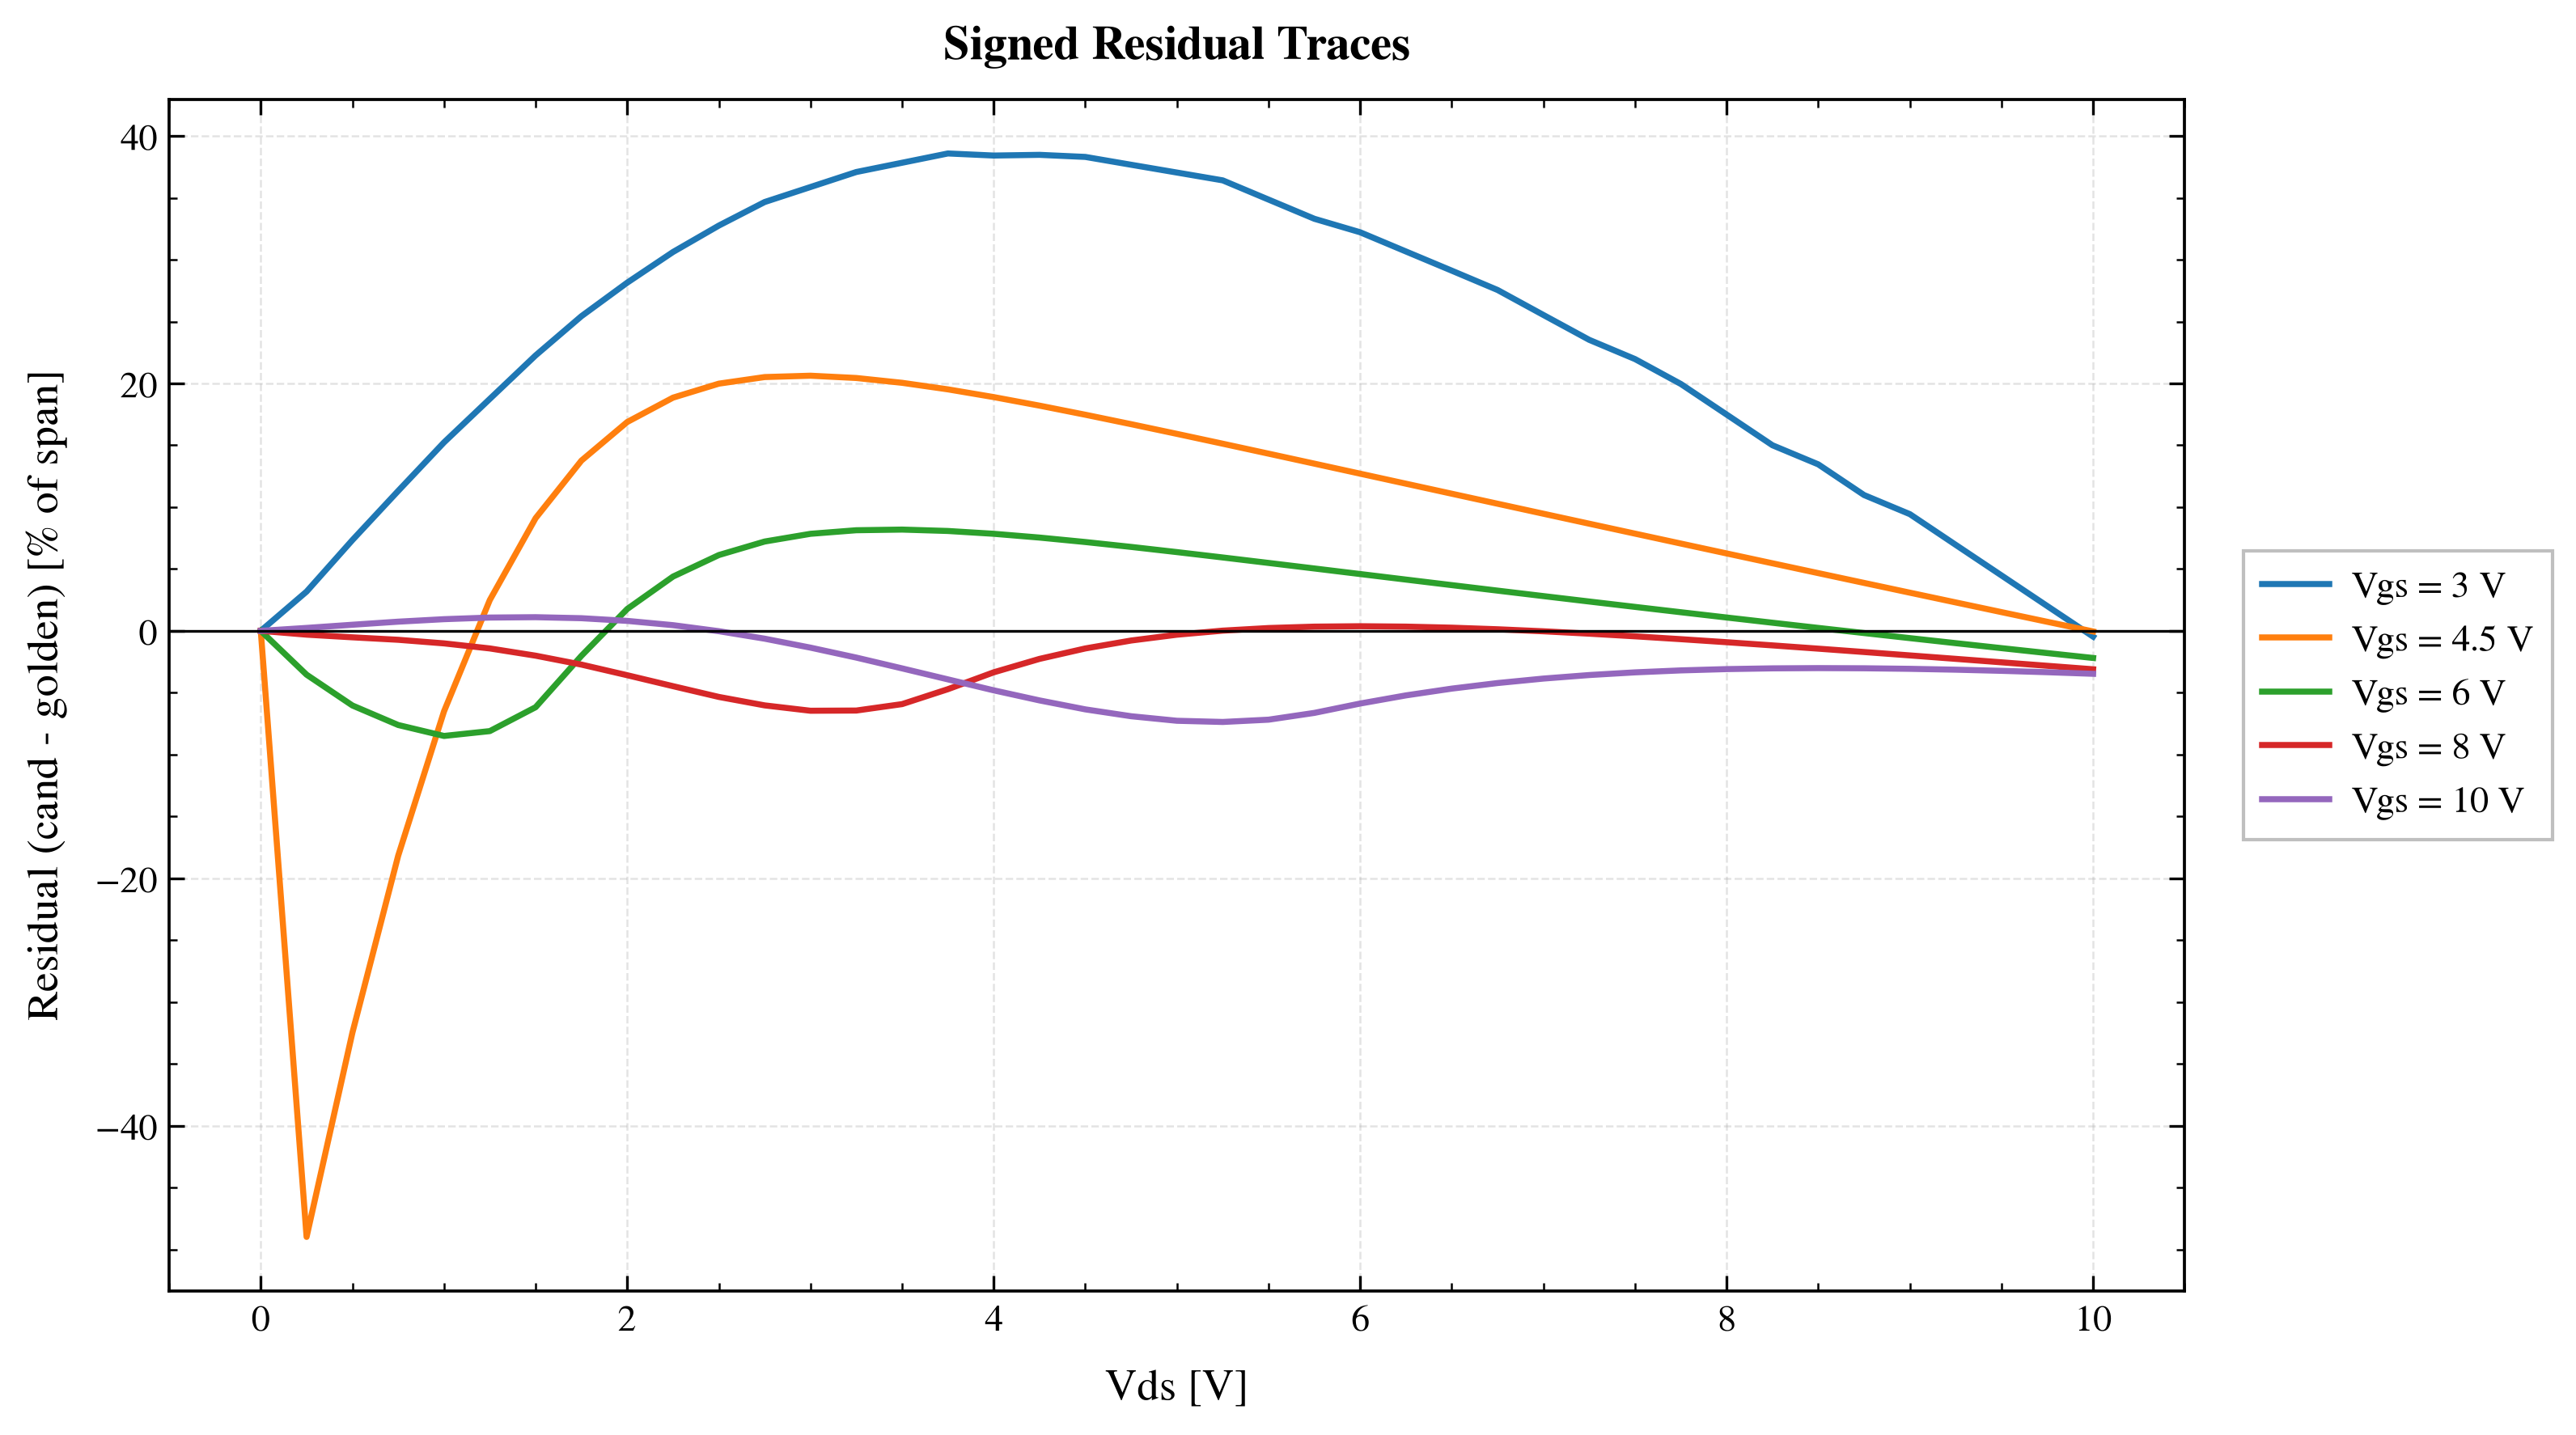 Signed Residual Traces
Residual (cand - golden) [% of span]
40
20
0
−20
−40
0 2 4 6 8 10
Vds [V]
Vgs = 3 V
Vgs = 4.5 V
Vgs = 6 V
Vgs = 8 V
Vgs = 10 V